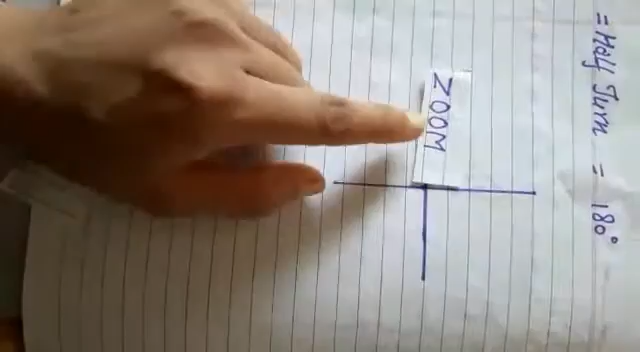 = Half Turn = 180°
ZOOM